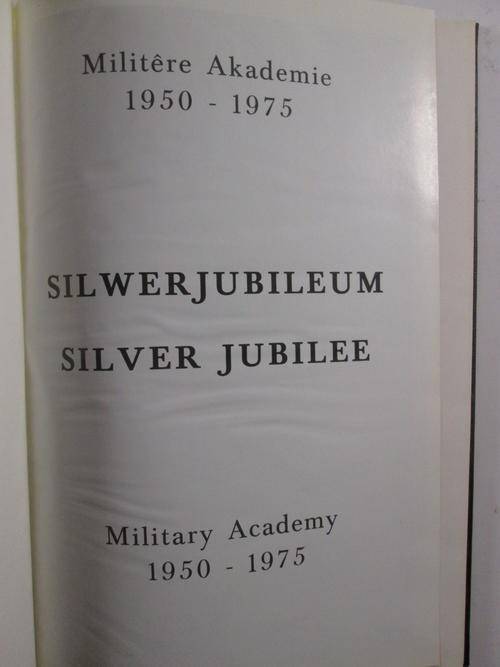 Militêre Akademie
1950 - 1975
SILWERJUBILEUM
SILVER JUBILEE
Military Academy
1950 - 1975